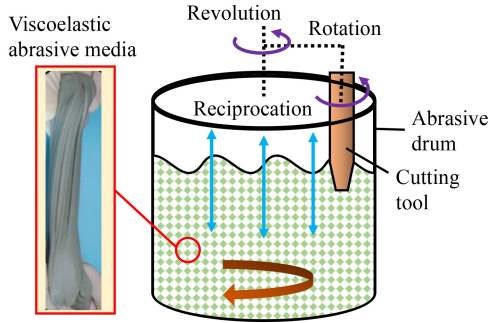 Viscoelastic
abrasive media
Revolution
Rotation
Reciprocation
Abrasive
drum
Cutting
tool